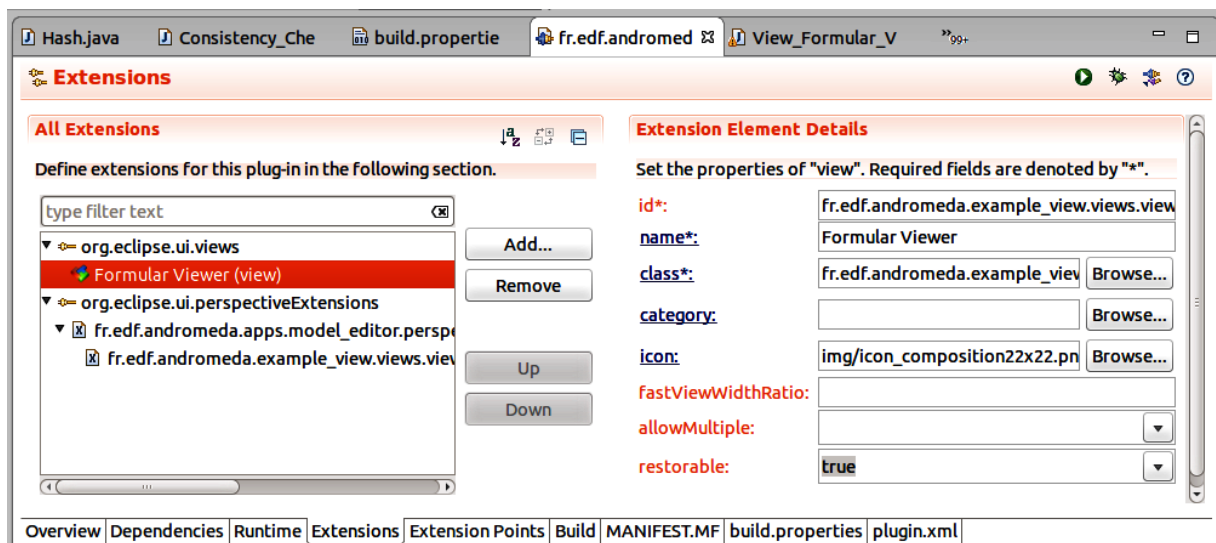 Hash.java Consistency_Che build.propertie fr.edf.andromed View_Formular_V »99+
Extensions
All Extensions
Define extensions for this plug-in in the following section.
type filter text
org.eclipse.ui.views
Formular Viewer (view)
org.eclipse.ui.perspectiveExtensions
fr.edf.andromeda.apps.model_editor.perspe
fr.edf.andromeda.example_view.views.view
Add...
Remove
Up
Down
Extension Element Details
Set the properties of "view". Required fields are denoted by "*".
id*: fr.edf.andromeda.example_view.views.view
name*: Formular Viewer
class*: fr.edf.andromeda.example_view Browse...
category: Browse...
icon: img/icon_composition22x22.pn Browse...
fastViewWidthRatio:
allowMultiple:
restorable: true
Overview Dependencies Runtime Extensions Extension Points Build MANIFEST.MF build.properties plugin.xml